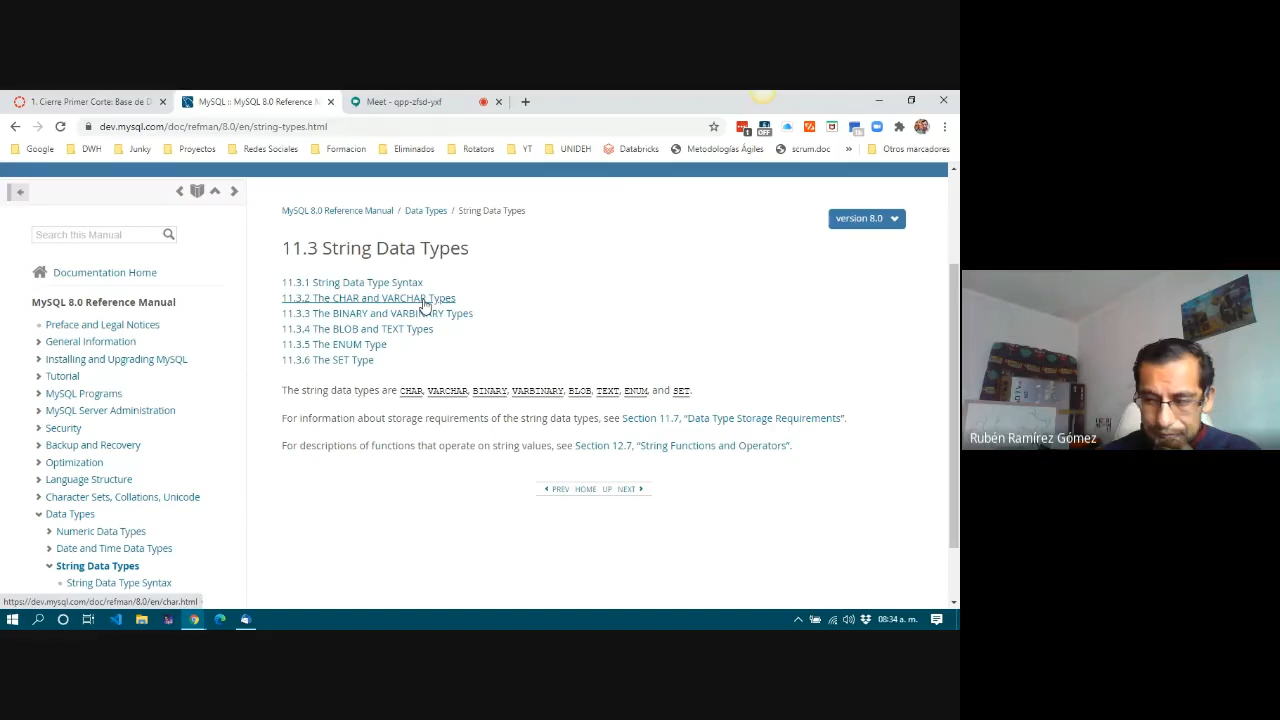 1. Cierre Primer Corte: Base de D
MySQL :: MySQL 8.0 Reference M
Meet - qpp-zfsd-yxf
dev.mysql.com/doc/refman/8.0/en/string-types.html
OFF
Google
DWH
Junky
Proyectos
Redes Sociales
Formacion
Eliminados
Rotators
YT
UNIDEH
Databricks
Metodologías Ágiles
scrum.doc
»
Otros marcadores
MySQL 8.0 Reference Manual / Data Types / String Data Types
version 8.0
Search this Manual
Documentation Home
MySQL 8.0 Reference Manual
Preface and Legal Notices
General Information
Installing and Upgrading MySQL
Tutorial
MySQL Programs
MySQL Server Administration
Security
Backup and Recovery
Optimization
Language Structure
Character Sets, Collations, Unicode
Data Types
Numeric Data Types
Date and Time Data Types
String Data Types
String Data Type Syntax
11.3 String Data Types
11.3.1 String Data Type Syntax
11.3.2 The CHAR and VARCHAR Types
11.3.3 The BINARY and VARBINARY Types
11.3.4 The BLOB and TEXT Types
11.3.5 The ENUM Type
11.3.6 The SET Type
The string data types are CHAR, VARCHAR, BINARY, VARBINARY, BLOB, TEXT, ENUM, and SET.
For information about storage requirements of the string data types, see Section 11.7, “Data Type Storage Requirements”.
For descriptions of functions that operate on string values, see Section 12.7, “String Functions and Operators”.
PREV HOME UP NEXT
https://dev.mysql.com/doc/refman/8.0/en/char.html
08:34 a. m.
Rubén Ramírez Gómez